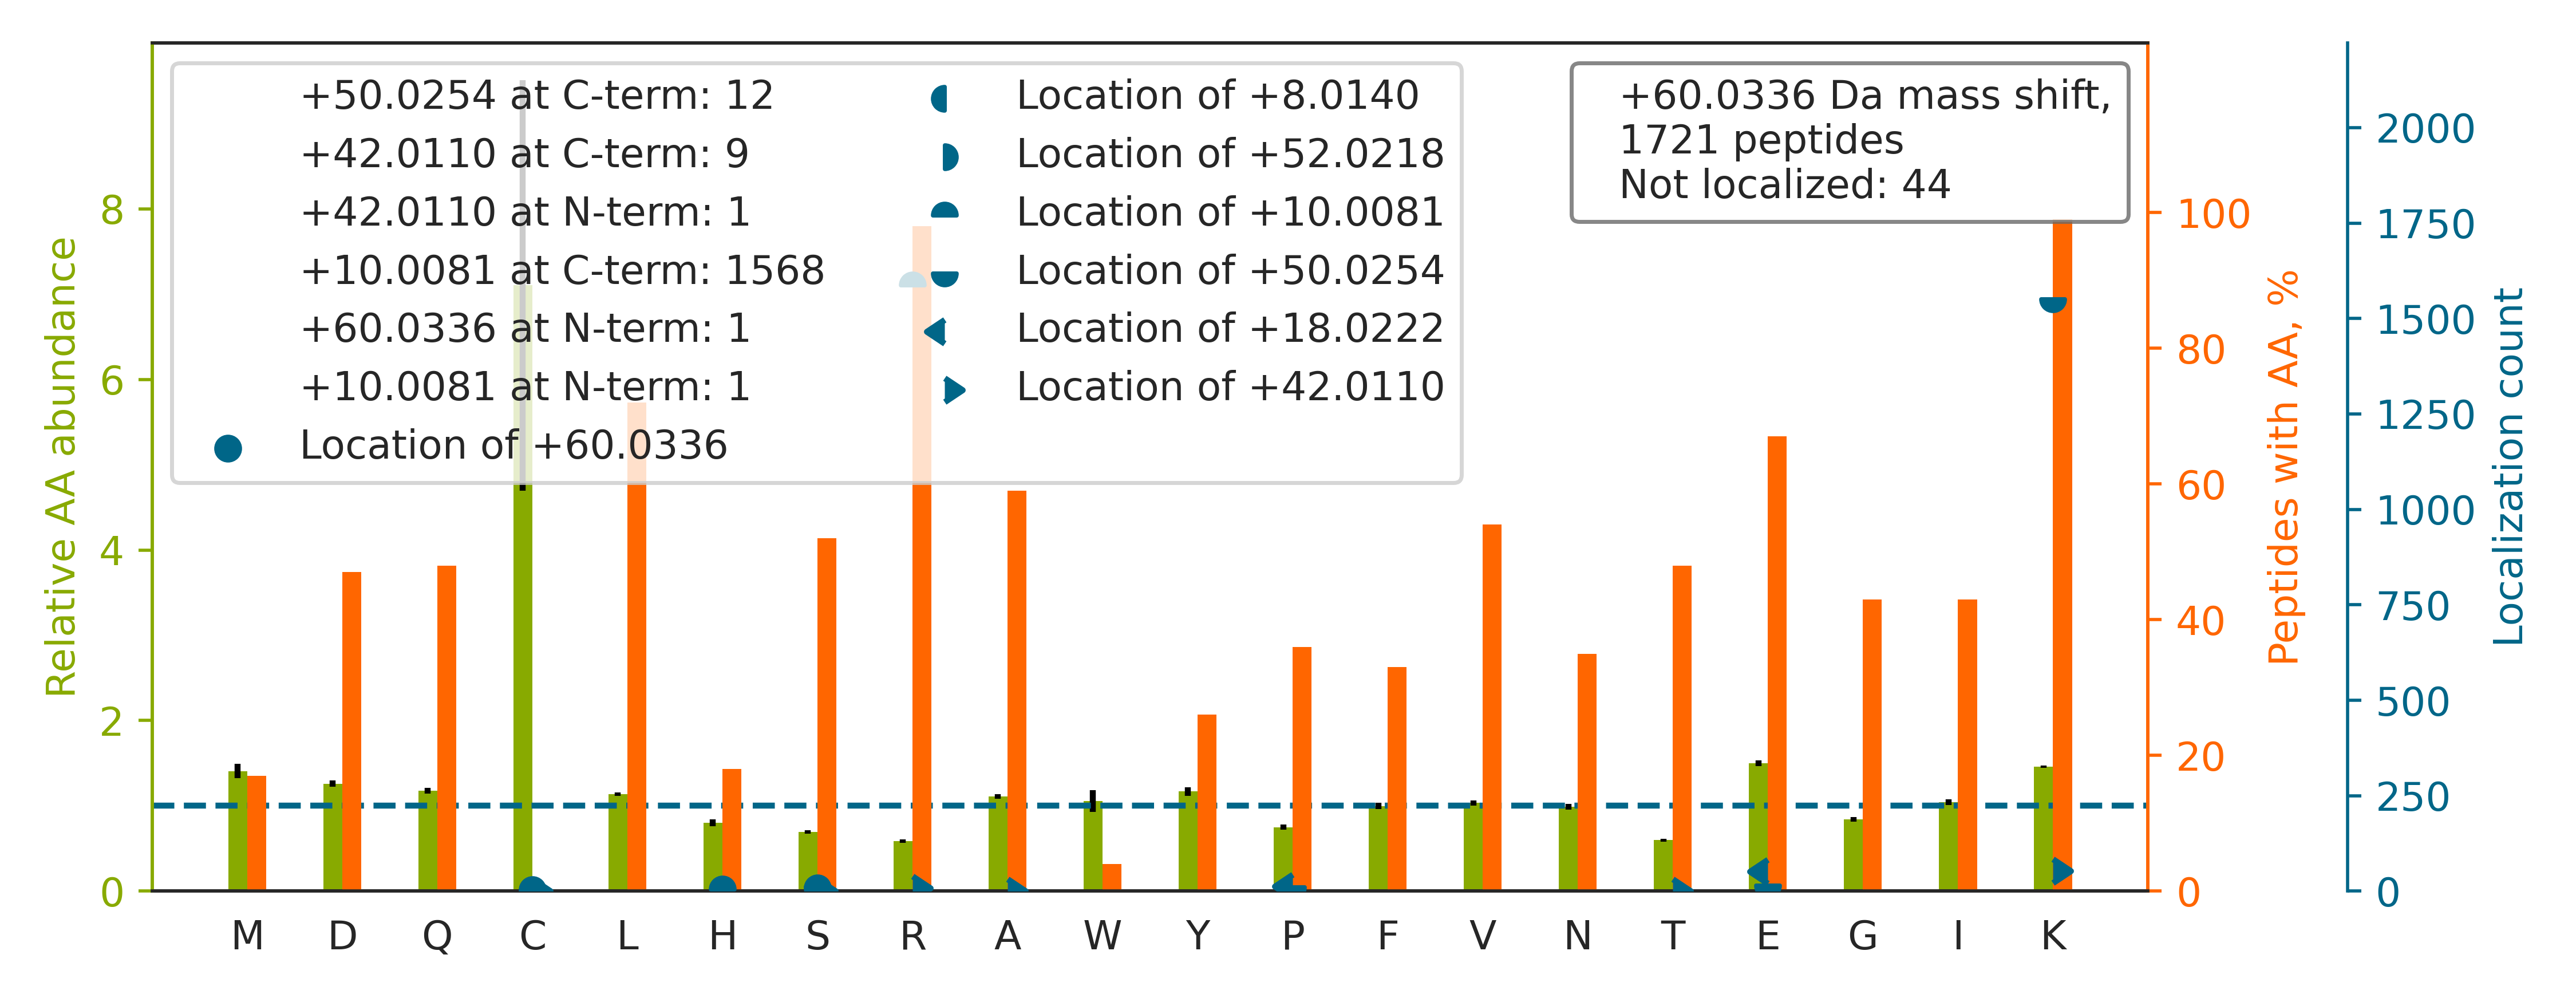 +50.0254 at C-term: 12
+42.0110 at C-term: 9
+42.0110 at N-term: 1
+10.0081 at C-term: 1568
+60.0336 at N-term: 1
+10.0081 at N-term: 1
Location of +60.0336
Location of +8.0140
Location of +52.0218
Location of +10.0081
Location of +50.0254
Location of +18.0222
Location of +42.0110
+60.0336 Da mass shift,
1721 peptides
Not localized: 44
Relative AA abundance
8
6
4
2
0
Peptides with AA, %
100
80
60
40
20
0
Localization count
2000
1750
1500
1250
1000
750
500
250
0
M D Q C L H S R A W Y P F V N T E G I K